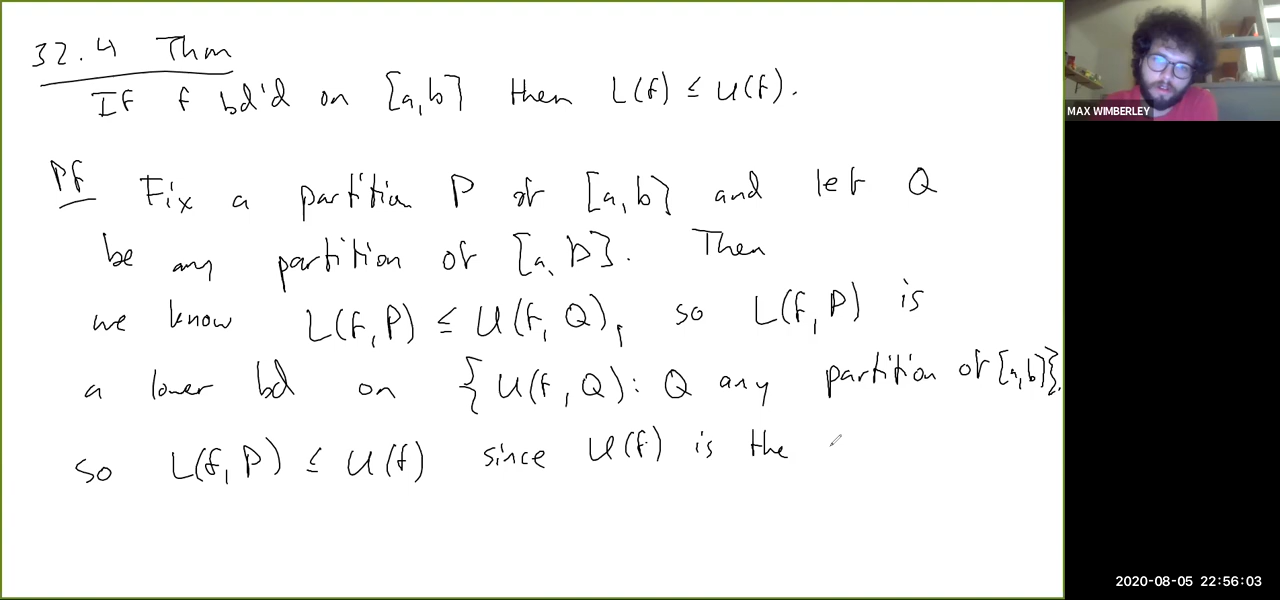 32.4 Thm
If f bd'd on [a,b] then L(f) ≤ U(f).
Pf Fix a partition P of [a,b] and let Q
be any partition of [a,b]. Then
we know L(f,P) ≤ U(f,Q), so L(f,P) is
a lower bd on {U(f,Q): Q any partition of [a,b]}.
so L(f,P) ≤ U(f) since U(f) is the
MAX WIMBERLEY
2020-08-05 22:56:03